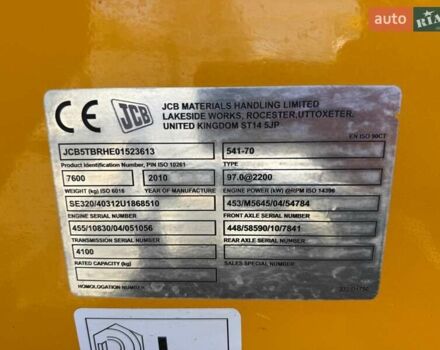 auto
RIA
CE
JCB
JCB MATERIALS HANDLING LIMITED
LAKESIDE WORKS, ROCESTER, UTTOXETER,
UNITED KINGDOM ST14 5JP
JCB5TBRHE01523613
541-70
Product Identification Number, PIN ISO 10261
TYPE
7600
2010
97.0@2200
WEIGHT (kg) ISO 6016
YEAR OF MANUFACTURE
ENGINE POWER (kW) @RPM ISO 14396
SE320/40312U1868510
453/M5645/04/54784
ENGINE SERIAL NUMBER
FRONT AXLE SERIAL NUMBER
455/10830/04/051056
448/58590/10/7841
TRANSMISSION SERIAL NUMBER
REAR AXLE SERIAL NUMBER
4100
RATED CAPACITY (kg)
SALES SPECIAL NUMBER
HOMOLOGATION NUMBER